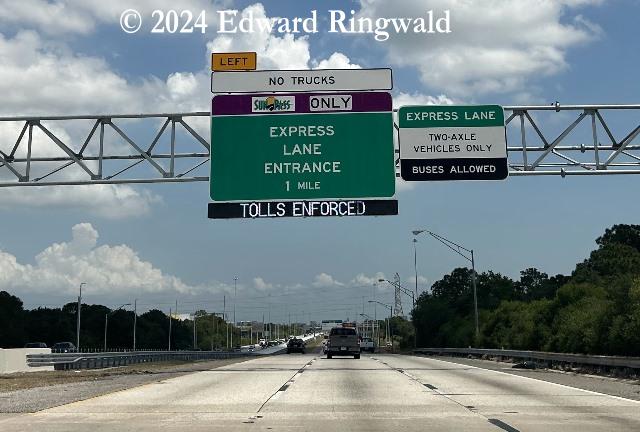 © 2024 Edward Ringwald
LEFT
NO TRUCKS
SUNPASS ONLY
EXPRESS
LANE
ENTRANCE
1 MILE
TOLLS ENFORCED
EXPRESS LANE
TWO-AXLE
VEHICLES ONLY
BUSES ALLOWED